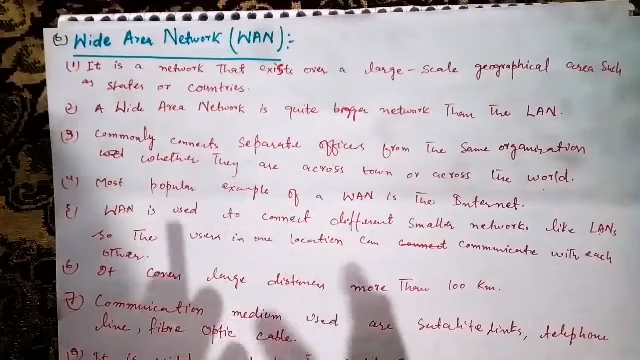 (5) Wide Area Network (WAN):-
(1) It is a network That exists over a large-scale geographical area Such
as states or countries.
2) A Wide Area Network is quite bigger network Than The LAN.
(3) Commonly connects separate offices from The Same organization
whether They are across town or across The world.
(4) Most popular example of a WAN is The Internet.
5) WAN is used to connect different Smaller networks like LANs
So The users in one location can connect communicate with each
other.
6) It covers large distances more Than 100 Km.
7) Communication medium used are Satalite links, telephone
line, fibre optic cable.